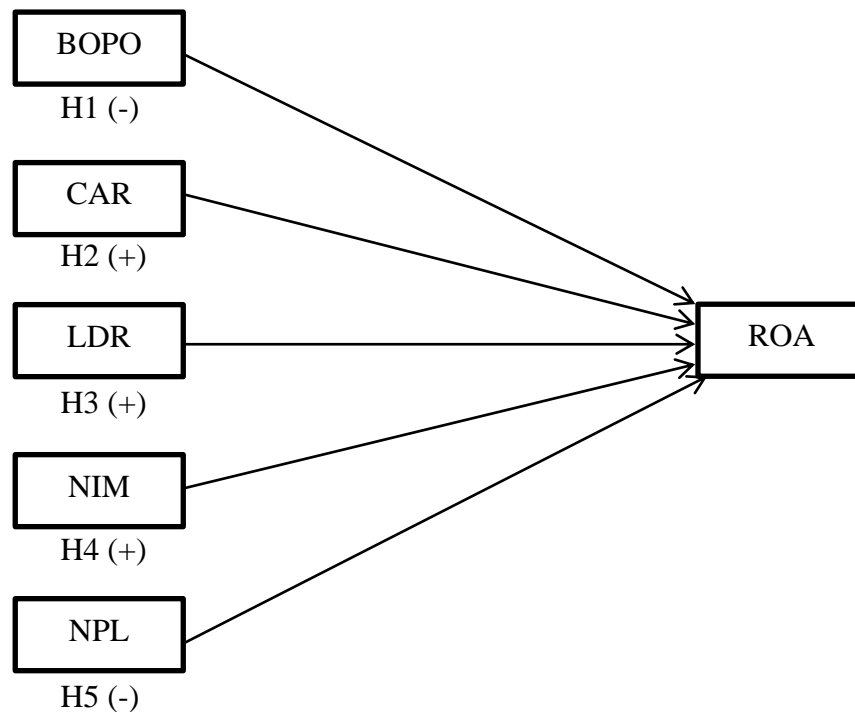 BOPO
H1 (-)
CAR
H2 (+)
LDR
H3 (+)
NIM
H4 (+)
NPL
H5 (-)
ROA